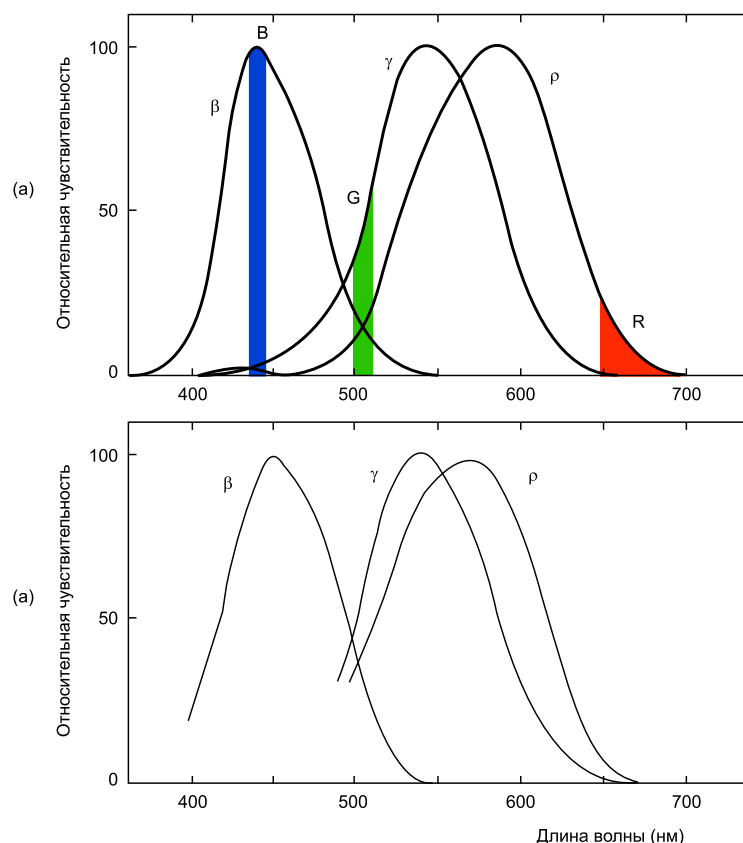 B
100
γ
β
ρ
Относительная чувствительность
(а)
G
50
R
0
400
500
600
700
100
β
γ
ρ
Относительная чувствительность
(а)
50
0
400
500
600
700
Длина волны (нм)